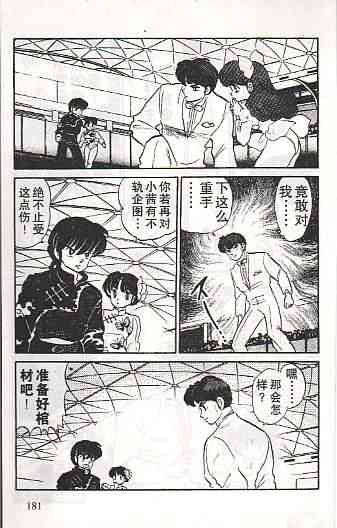 竟敢对
我……
下这么
重手
你若再对
小茜有不
轨企图…
绝不止受
这点伤！
嘿……
那会怎
样？
准备好棺
材吧！
181